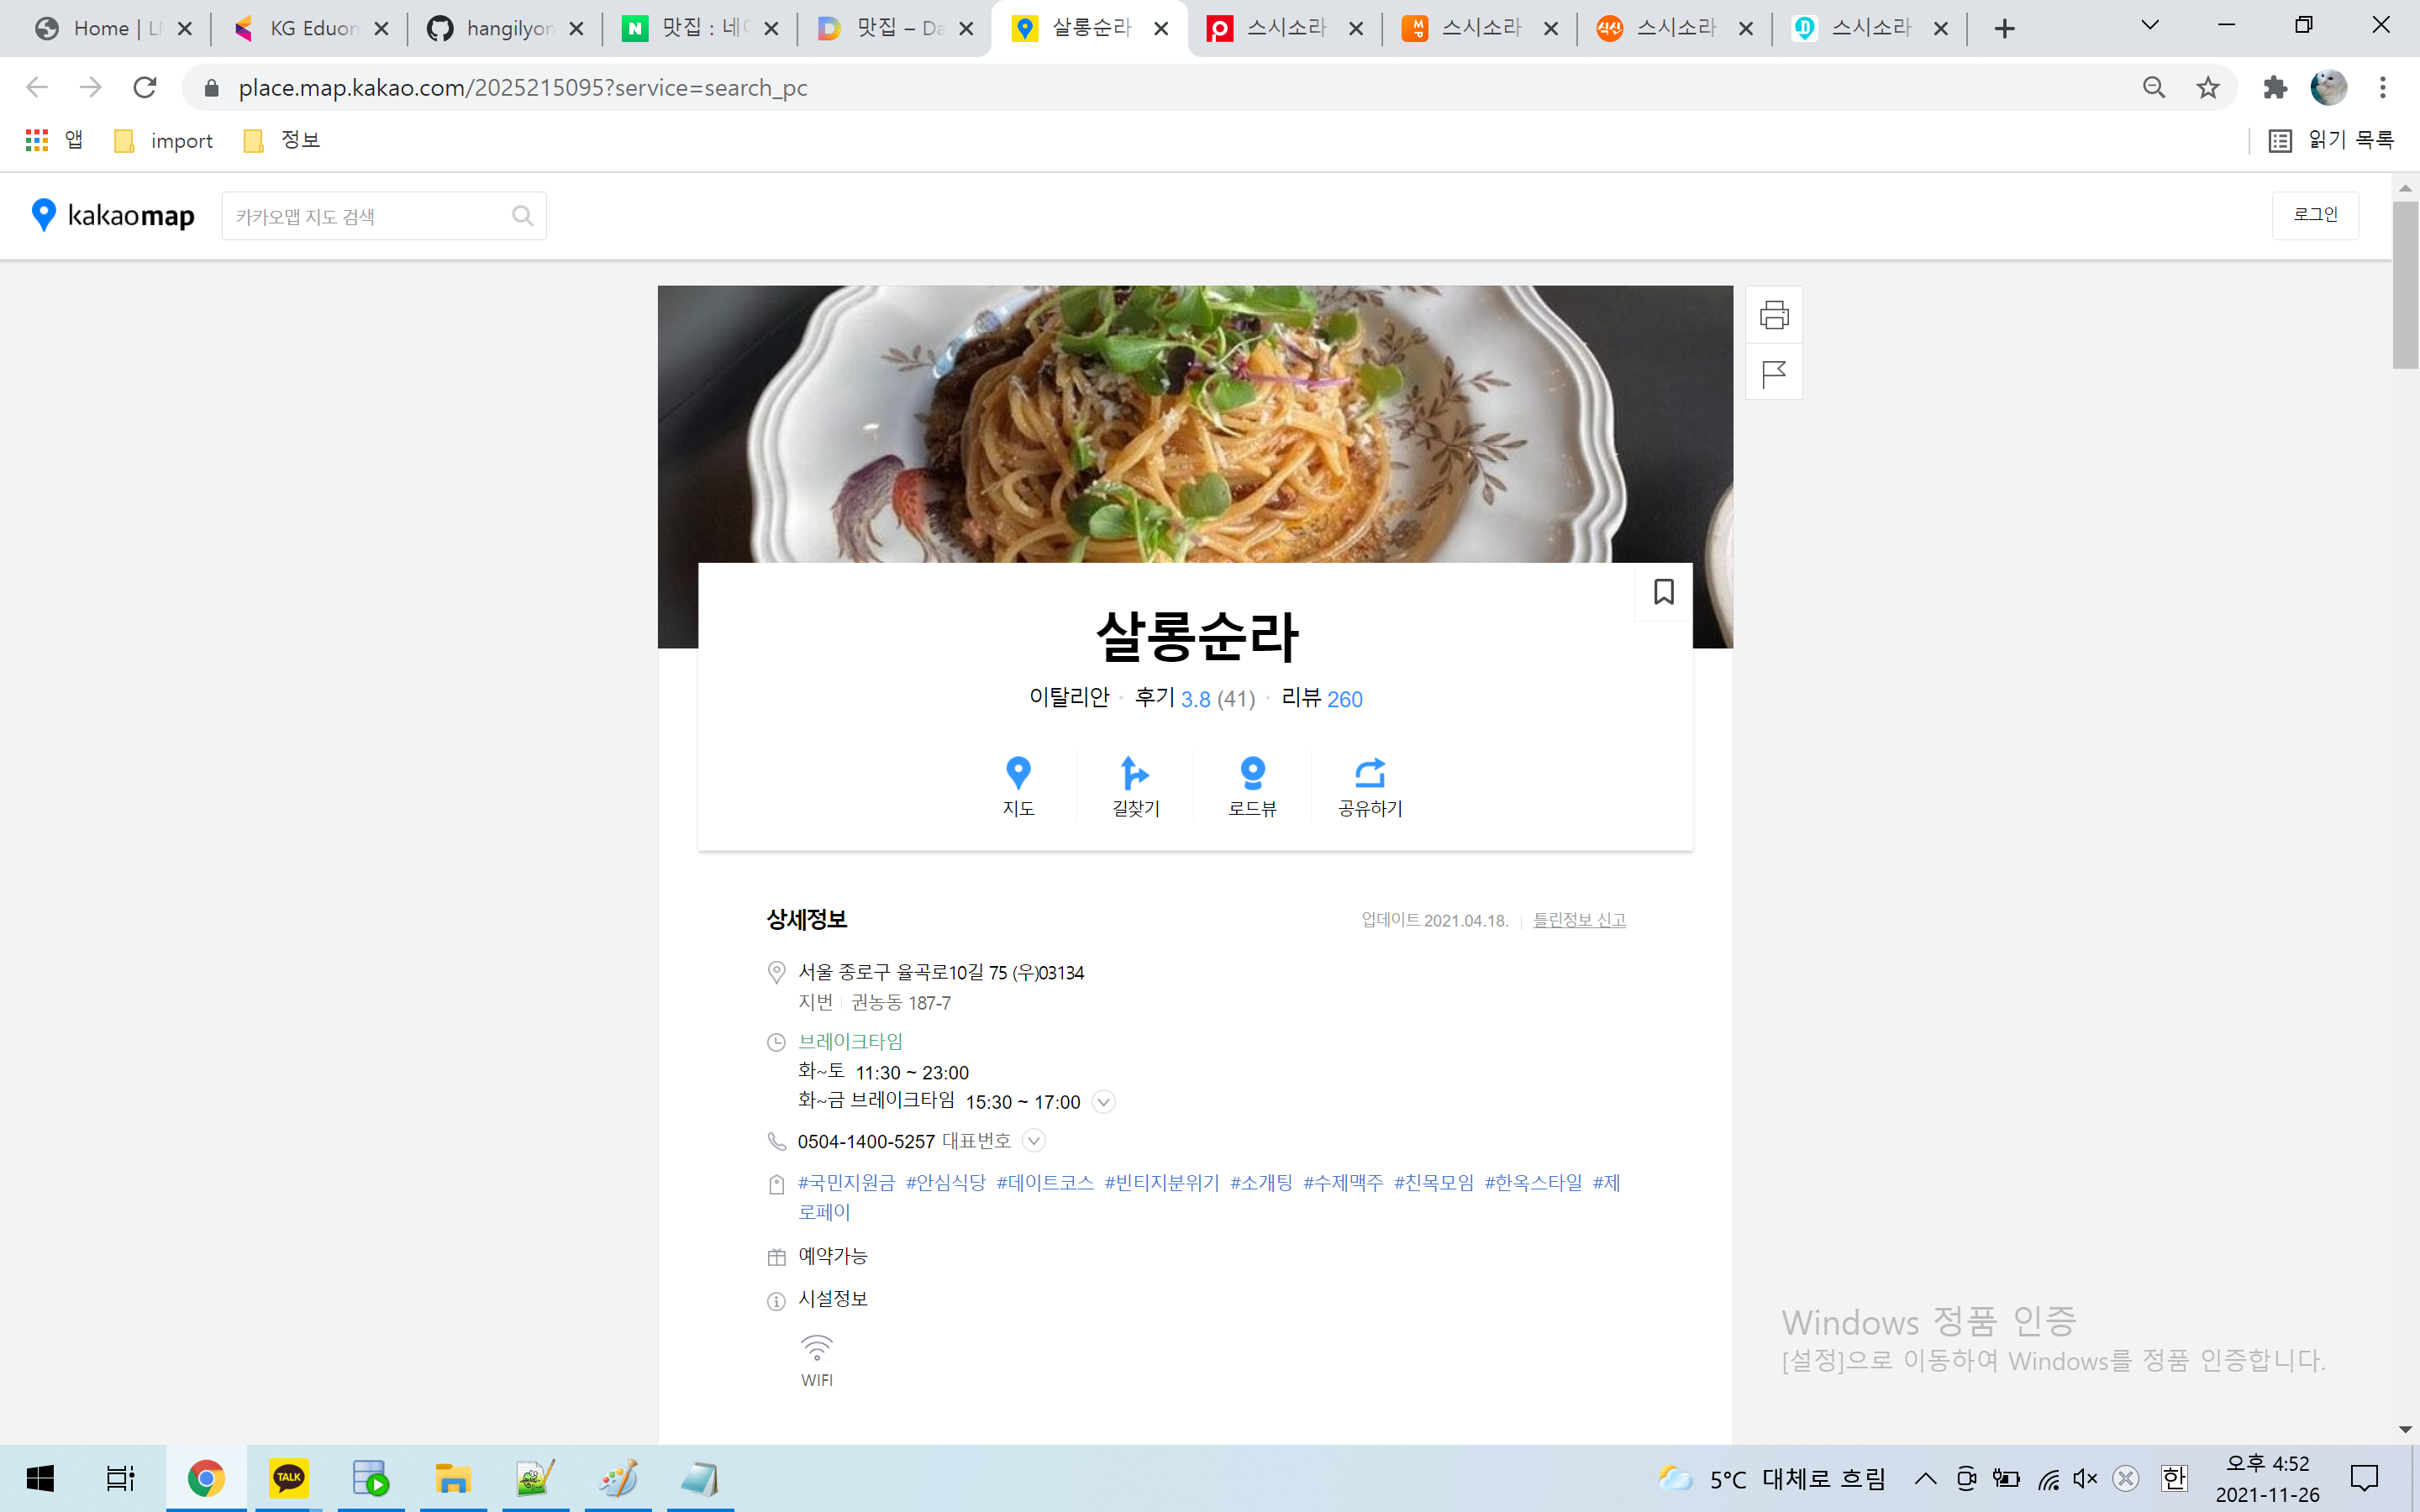 Home | LM
KG Eduon
hangilyon
맛집 : 네이
맛집 – Da
살롱순라
스시소라
스시소라
스시소라
스시소라
place.map.kakao.com/2025215095?service=search_pc
앱
import
정보
읽기 목록
kakaomap
카카오맵 지도 검색
로그인
살롱순라
이탈리안 · 후기 3.8 (41) · 리뷰 260
지도
길찾기
로드뷰
공유하기
상세정보
업데이트 2021.04.18.
틀린정보 신고
서울 종로구 율곡로10길 75 (우)03134
지번 권농동 187-7
브레이크타임
화~토 11:30 ~ 23:00
화~금 브레이크타임 15:30 ~ 17:00
0504-1400-5257 대표번호
#국민지원금 #안심식당 #데이트코스 #빈티지분위기 #소개팅 #수제맥주 #친목모임 #한옥스타일 #제
로페이
예약가능
시설정보
WIFI
Windows 정품 인증
[설정]으로 이동하여 Windows를 정품 인증합니다.
TALK
5°C 대체로 흐림
한
오후 4:52
2021-11-26